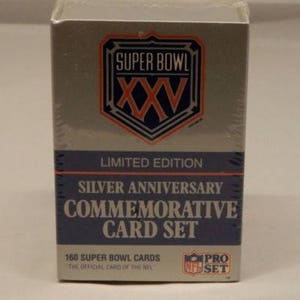 SUPER BOWL
XXV
LIMITED EDITION
SILVER ANNIVERSARY
COMMEMORATIVE
CARD SET
160 SUPER BOWL CARDS
THE OFFICIAL CARD OF THE NFL
NFL PRO
SET